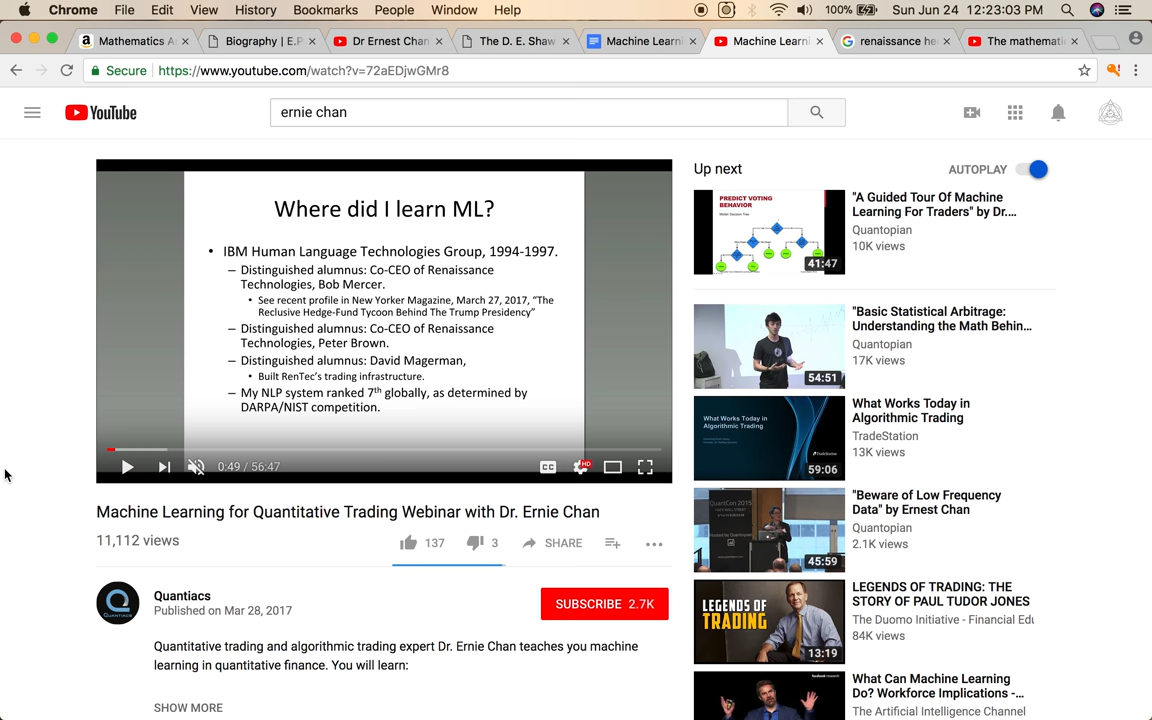 Chrome File Edit View History Bookmarks People Window Help 100% Sun Jun 24 12:23:03 PM
Mathematics A Biography | E.P. Dr Ernest Chan The D. E. Shaw Machine Learni Machine Learni renaissance he The mathemati
Secure https://www.youtube.com/watch?v=72aEDjwGMr8
YouTube
ernie chan
Where did I learn ML?
• IBM Human Language Technologies Group, 1994-1997.
– Distinguished alumnus: Co-CEO of Renaissance
Technologies, Bob Mercer.
• See recent profile in New Yorker Magazine, March 27, 2017, “The
Reclusive Hedge-Fund Tycoon Behind The Trump Presidency”
– Distinguished alumnus: Co-CEO of Renaissance
Technologies, Peter Brown.
– Distinguished alumnus: David Magerman,
• Built RenTec’s trading infrastructure.
– My NLP system ranked 7th globally, as determined by
DARPA/NIST competition.
0:49 / 56:47 CC HD
Machine Learning for Quantitative Trading Webinar with Dr. Ernie Chan
11,112 views
137 3 SHARE
Quantiacs
Published on Mar 28, 2017
SUBSCRIBE 2.7K
Quantitative trading and algorithmic trading expert Dr. Ernie Chan teaches you machine
learning in quantitative finance. You will learn:
SHOW MORE
Up next
AUTOPLAY
PREDICT VOTING
BEHAVIOR
41:47
"A Guided Tour Of Machine
Learning For Traders" by Dr....
Quantopian
10K views
54:51
"Basic Statistical Arbitrage:
Understanding the Math Behin...
Quantopian
17K views
What Works Today in
Algorithmic Trading
59:06
What Works Today in
Algorithmic Trading
TradeStation
13K views
45:59
"Beware of Low Frequency
Data" by Ernest Chan
Quantopian
2.1K views
LEGENDS OF
TRADING
13:19
LEGENDS OF TRADING: THE
STORY OF PAUL TUDOR JONES
The Duomo Initiative - Financial Edu
84K views
What Can Machine Learning
Do? Workforce Implications -...
The Artificial Intelligence Channel